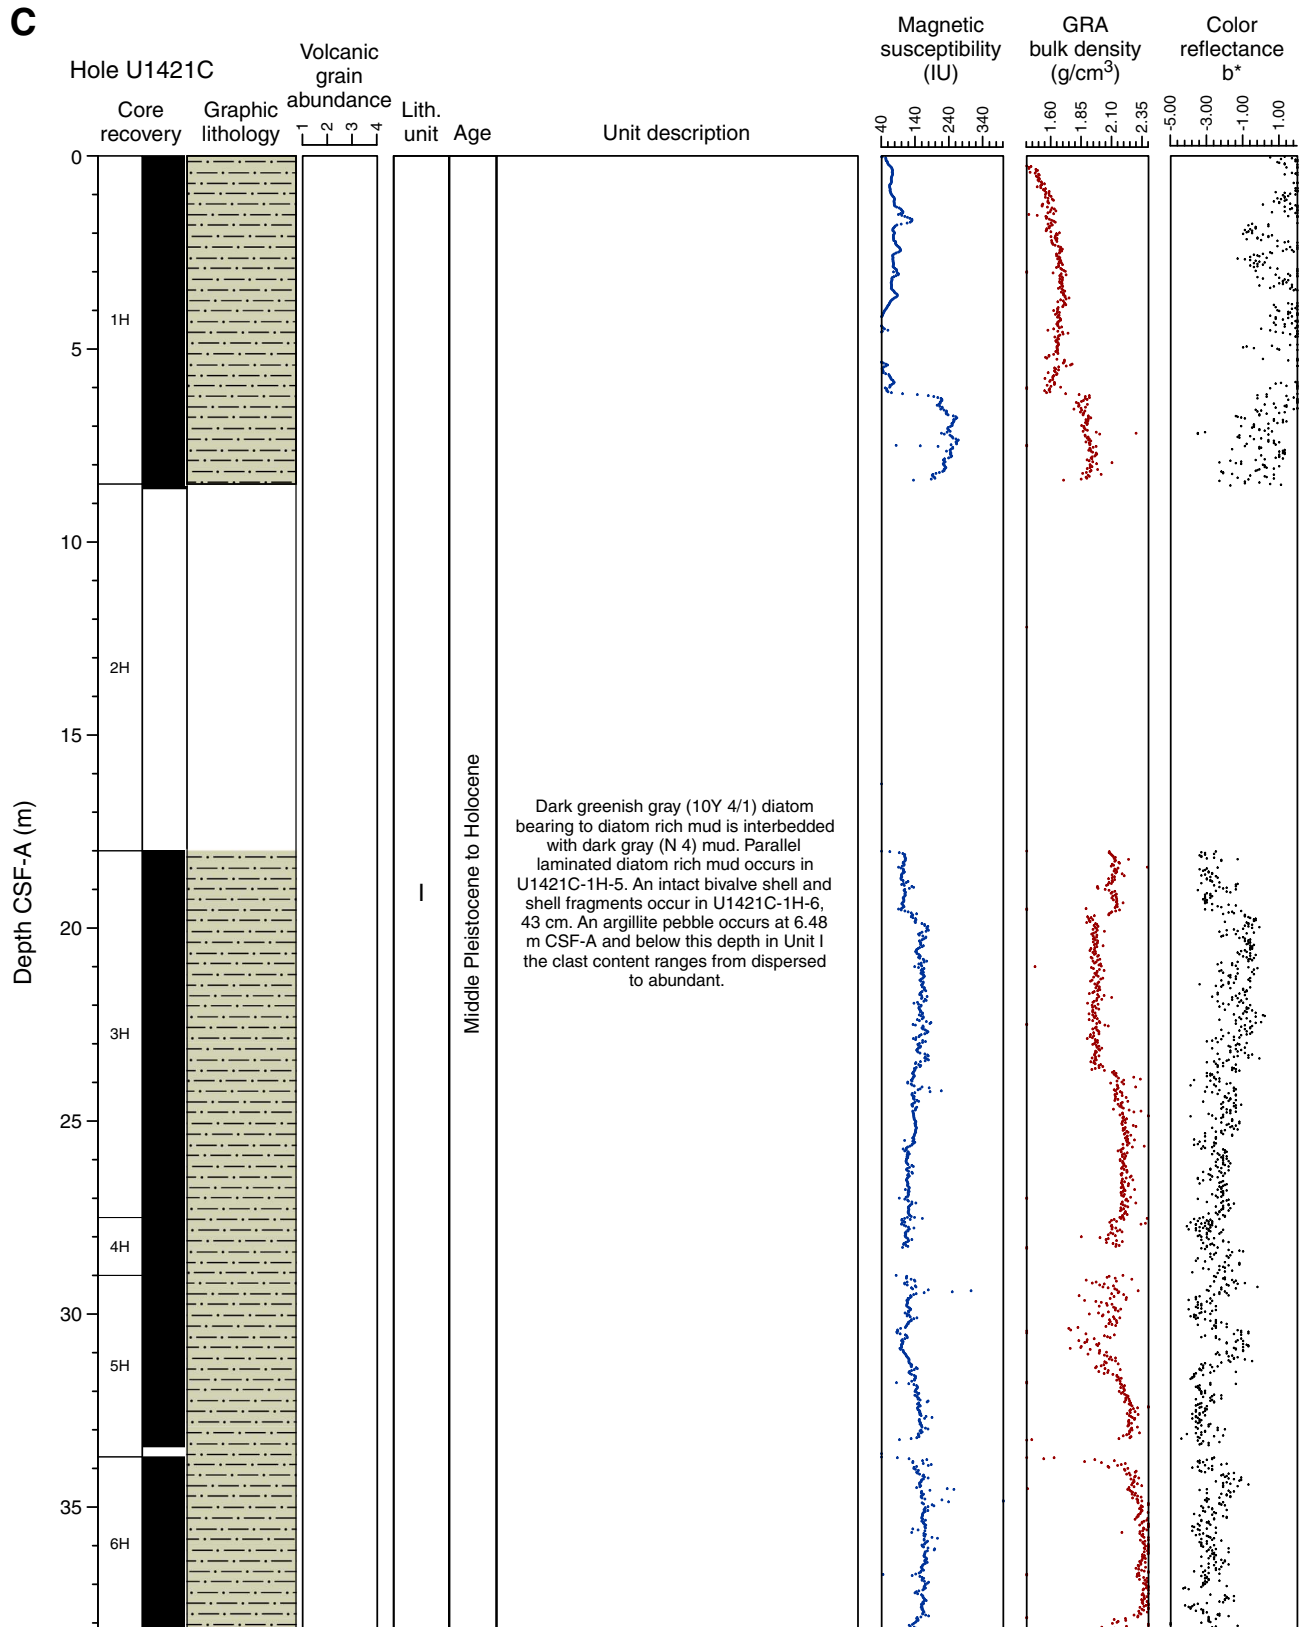 C
Hole U1421C
Core
recovery
Graphic
lithology
Volcanic
grain
abundance
1
2
3
4
Lith.
unit
Age
Unit description
Magnetic
susceptibility
(IU)
40
140
240
340
GRA
bulk density
(g/cm3)
1.60
1.85
2.10
2.35
Color
reflectance
b*
-5.00
-3.00
-1.00
1.00
Depth CSF-A (m)
0
5
10
15
20
25
30
35
1H
2H
3H
4H
5H
6H
I
Middle Pleistocene to Holocene
Dark greenish gray (10Y 4/1) diatom
bearing to diatom rich mud is interbedded
with dark gray (N 4) mud. Parallel
laminated diatom rich mud occurs in
U1421C-1H-5. An intact bivalve shell and
shell fragments occur in U1421C-1H-6,
43 cm. An argillite pebble occurs at 6.48
m CSF-A and below this depth in Unit I
the clast content ranges from dispersed
to abundant.